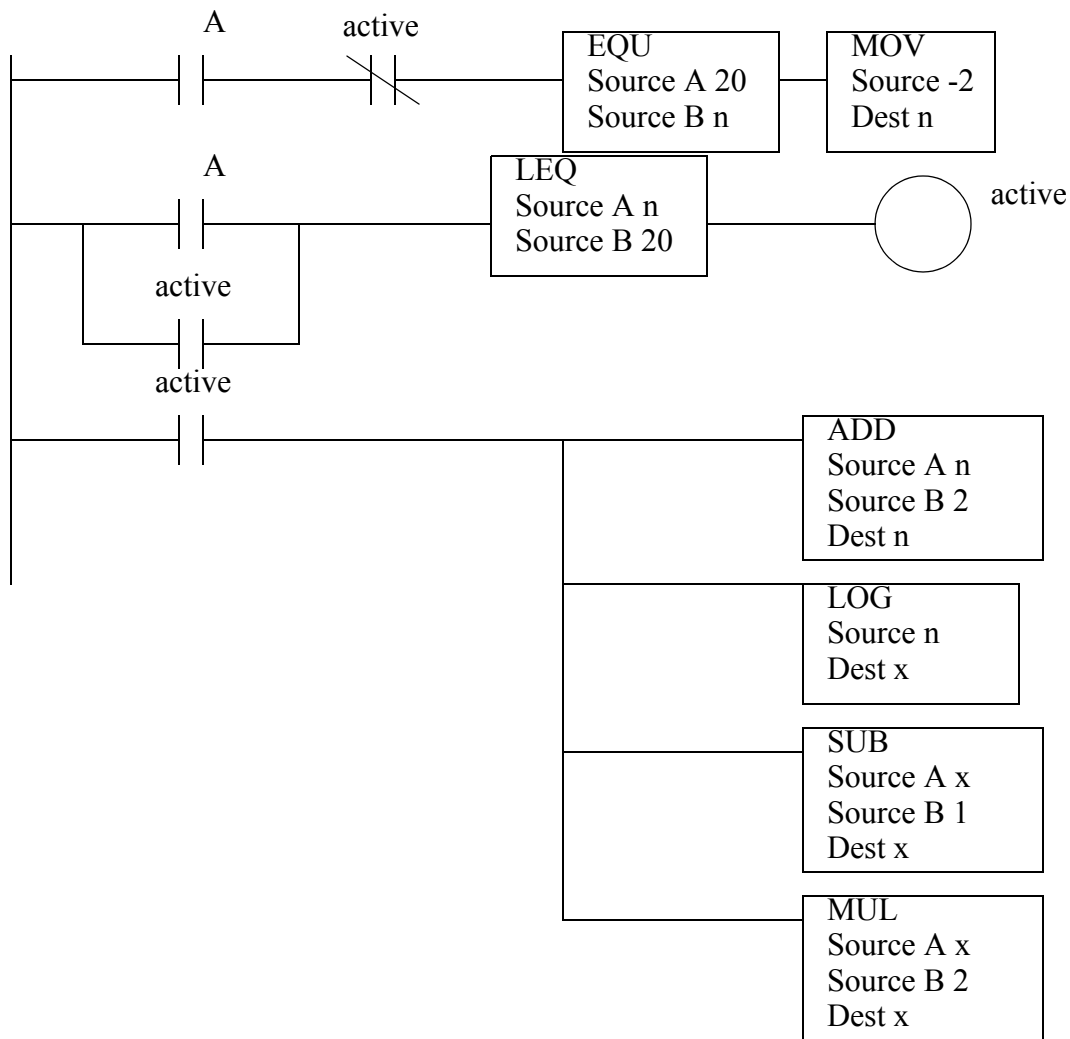 A
active
EQU
Source A 20
Source B n
MOV
Source -2
Dest n
A
LEQ
Source A n
Source B 20
active
active
active
ADD
Source A n
Source B 2
Dest n
LOG
Source n
Dest x
SUB
Source A x
Source B 1
Dest x
MUL
Source A x
Source B 2
Dest x